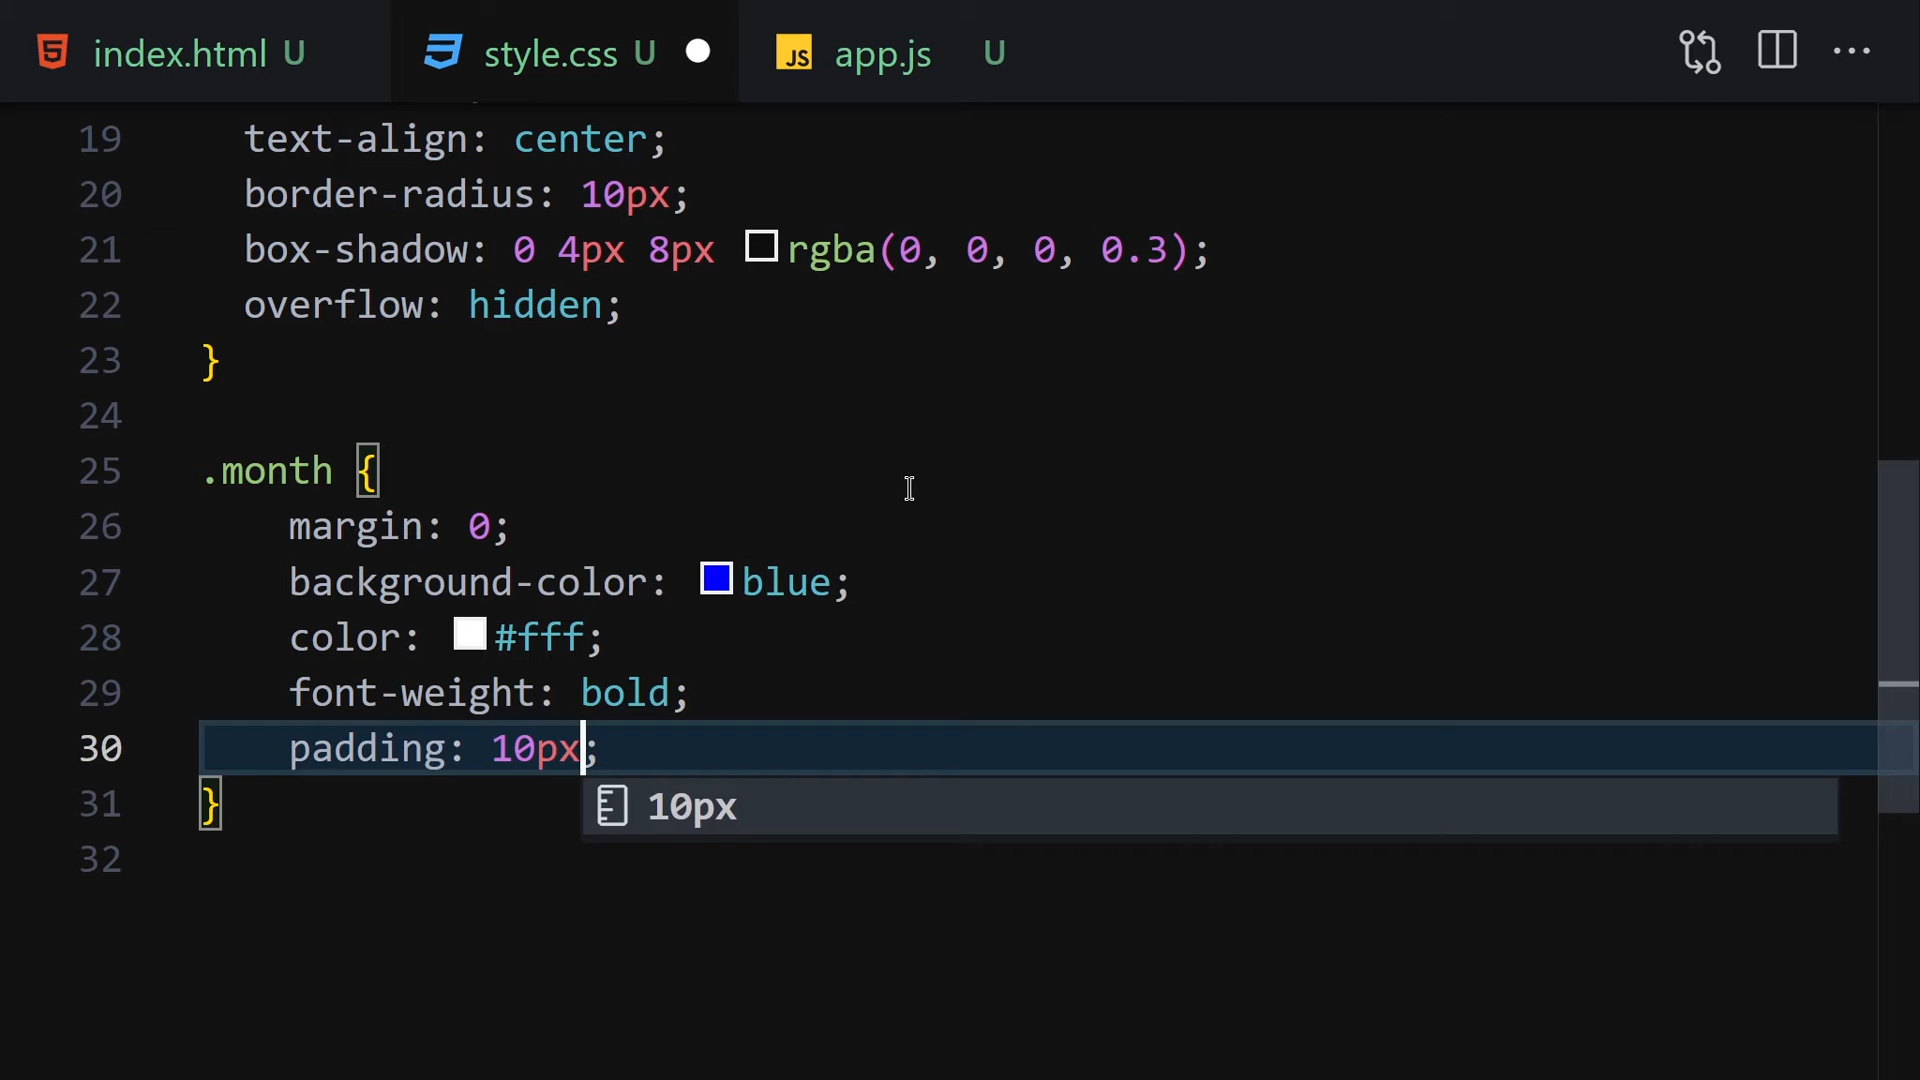 index.html U style.css U JS app.js U
19 text-align: center;
20 border-radius: 10px;
21 box-shadow: 0 4px 8px rgba(0, 0, 0, 0.3);
22 overflow: hidden;
23 }
24
25 .month {
26 margin: 0;
27 background-color: blue;
28 color: #fff;
29 font-weight: bold;
30 padding: 10px;
31 }
10px
32